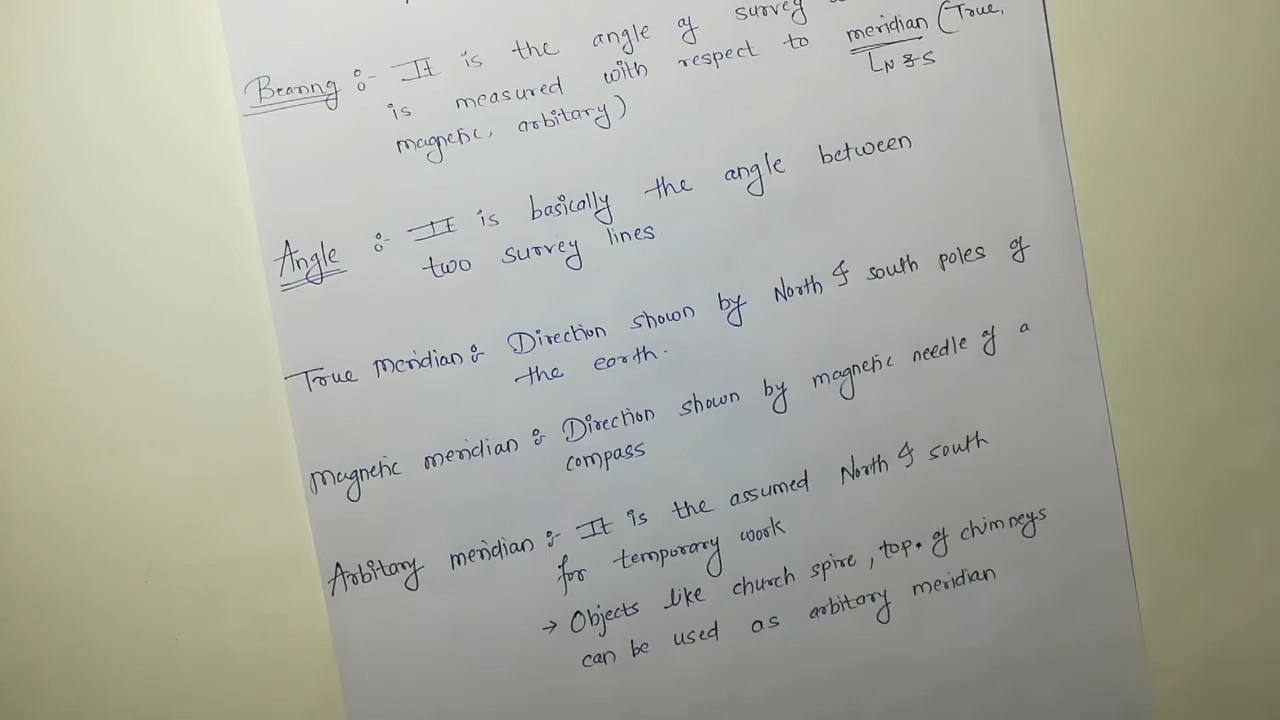 Bearing :- It is the angle of survey
is measured with respect to meridian (True,
N & S
magnetic, arbitary)
Angle :- It is basically the angle between
two survey lines
True meridian :- Direction shown by North & south poles of
the earth.
Magnetic meridian :- Direction shown by magnetic needle of a
compass
Arbitary meridian :- It is the assumed North & south
for temporary work
→ Objects like church spire, top. of chimneys
can be used as arbitary meridian